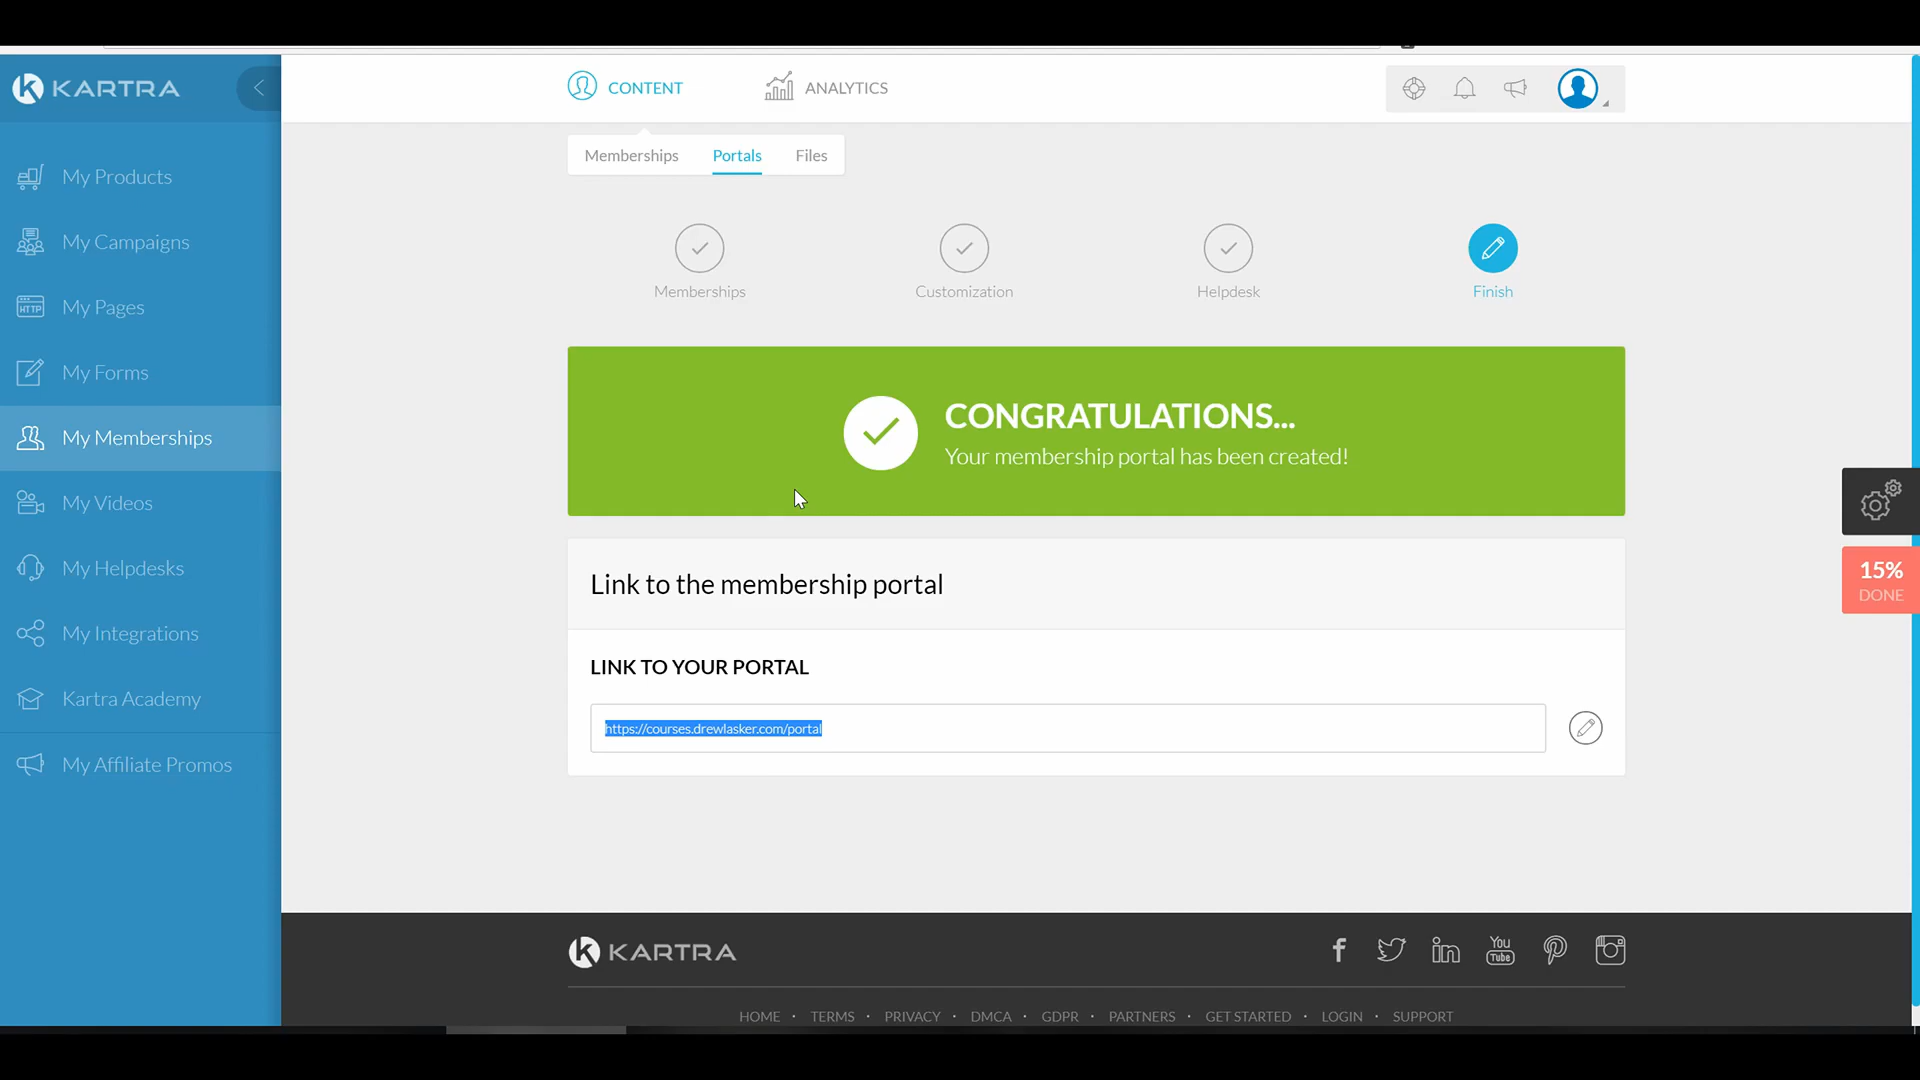 KARTRA
CONTENT
ANALYTICS
Memberships
Portals
Files
My Products
My Campaigns
HTTP
My Pages
My Forms
My Memberships
My Videos
My Helpdesks
My Integrations
Kartra Academy
My Affiliate Promos
Memberships
Customization
Helpdesk
Finish
CONGRATULATIONS...
Your membership portal has been created!
15%
DONE
Link to the membership portal
LINK TO YOUR PORTAL
https://courses.drewlasker.com/portal
KARTRA
You
Tube
HOME · TERMS · PRIVACY · DMCA · GDPR · PARTNERS · GET STARTED · LOGIN · SUPPORT